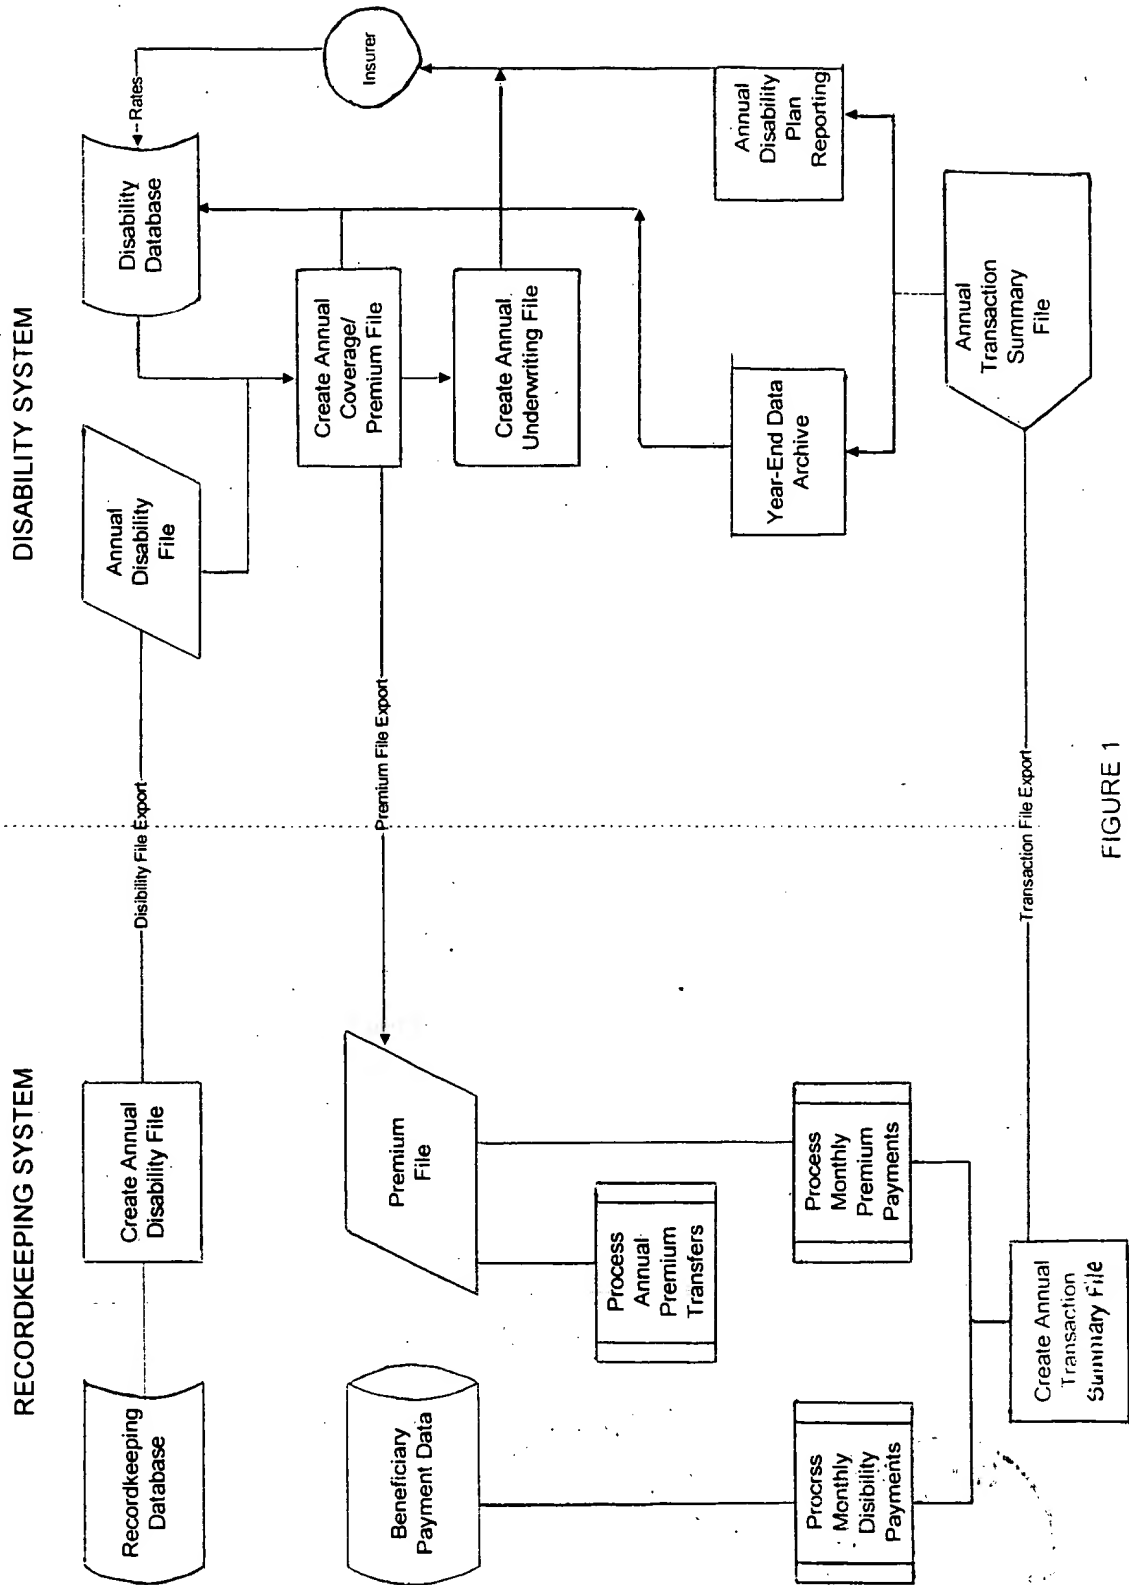 RECORDKEEPING SYSTEM
DISABILITY SYSTEM
Recordkeeping
Database
Create Annual
Disability File
Disibility File Export
Annual
Disability
File
Disability
Database
Rates
Insurer
Beneficiary
Payment Data
Premium
File
Premium File Export
Create Annual
Coverage/
Premium File
Create Annual
Underwriting File
Process
Annual
Premium
Transfers
Procrss
Monthly
Disibility
Payments
Process
Monthly
Premium
Payments
Year-End Data
Archive
Annual
Disability
Plan
Reporting
Create Annual
Transaction
Summary File
Transaction File Export
Annual
Transaction
Summary
File
FIGURE 1